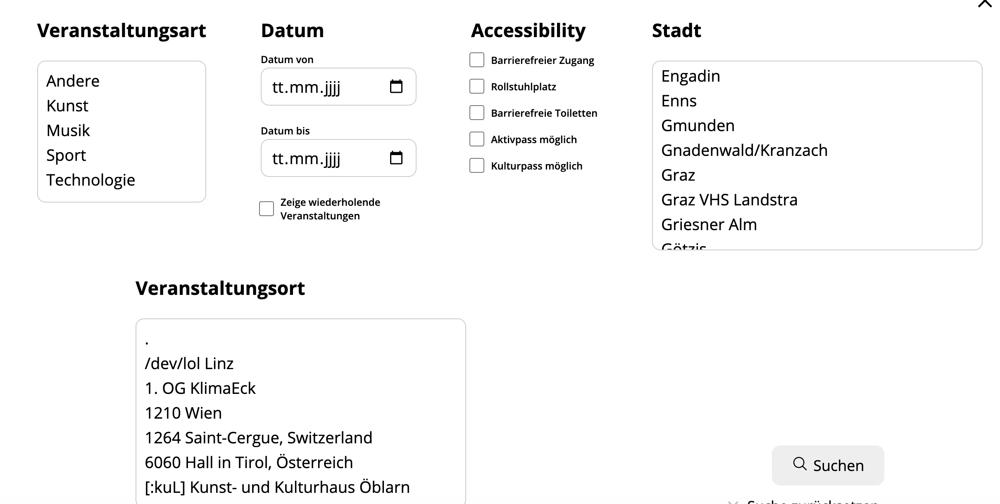 Veranstaltungsart
Andere
Kunst
Musik
Sport
Technologie
Datum
Datum von
tt.mm.jjjj
Datum bis
tt.mm.jjjj
Zeige wiederholende
Veranstaltungen
Accessibility
Barrierefreier Zugang
Rollstuhlplatz
Barrierefreie Toiletten
Aktivpass möglich
Kulturpass möglich
Stadt
Engadin
Enns
Gmunden
Gnadenwald/Kranzach
Graz
Graz VHS Landstra
Griesner Alm
Götzis
Veranstaltungsort
.
/dev/lol Linz
1. OG KlimaEck
1210 Wien
1264 Saint-Cergue, Switzerland
6060 Hall in Tirol, Österreich
[:kuL] Kunst- und Kulturhaus Öblarn
Suchen
Suche zurücksetzen